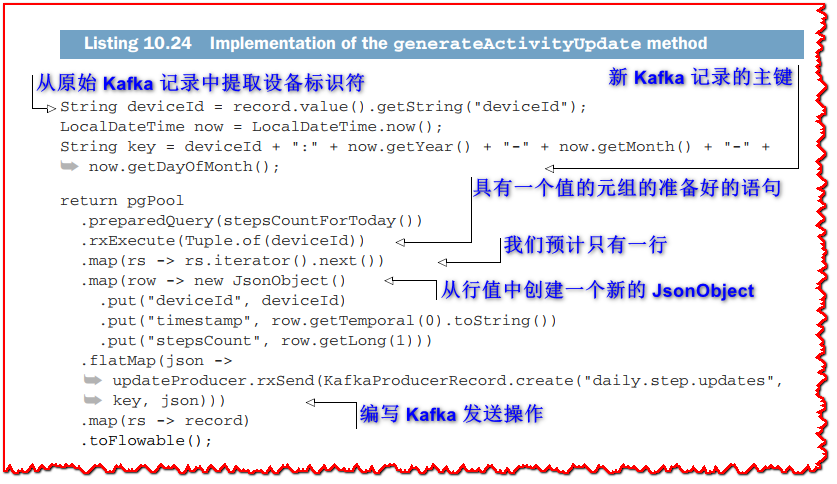 Listing 10.24 Implementation of the generateActivityUpdate method
从原始 Kafka 记录中提取设备标识符
新 Kafka 记录的主键
String deviceId = record.value().getString("deviceId");
LocalDateTime now = LocalDateTime.now();
String key = deviceId + ":" + now.getYear() + "-" + now.getMonth() + "-" +
now.getDayOfMonth();
具有一个值的元组的准备好的语句
return pgPool
.preparedQuery(stepsCountForToday())
.rxExecute(Tuple.of(deviceId))
我们预计只有一行
.map(rs -> rs.iterator().next())
.map(row -> new JsonObject()
从行值中创建一个新的 JsonObject
.put("deviceId", deviceId)
.put("timestamp", row.getTemporal(0).toString())
.put("stepsCount", row.getLong(1)))
.flatMap(json ->
updateProducer.rxSend(KafkaProducerRecord.create("daily.step.updates",
key, json)))
编写 Kafka 发送操作
.map(rs -> record)
.toFlowable();